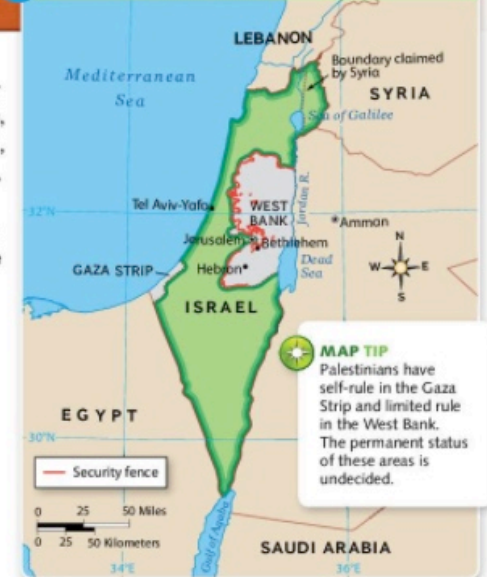 LEBANON
Boundary claimed
by Syria
Mediterranean
Sea
SYRIA
Sea of Galilee
Tel Aviv-Yafo
32°N
WEST
BANK
Jordan R.
Amman
Jerusalem
Bethlehem
N
W
E
S
GAZA STRIP
Hebron
Dead
Sea
ISRAEL
MAP TIP
Palestinians have
self-rule in the Gaza
Strip and limited rule
in the West Bank.
The permanent status
of these areas is
undecided.
EGYPT
30°N
Security fence
0 25 50 Miles
0 25 50 Kilometers
Gulf of Aqaba
SAUDI ARABIA
34°E
36°E